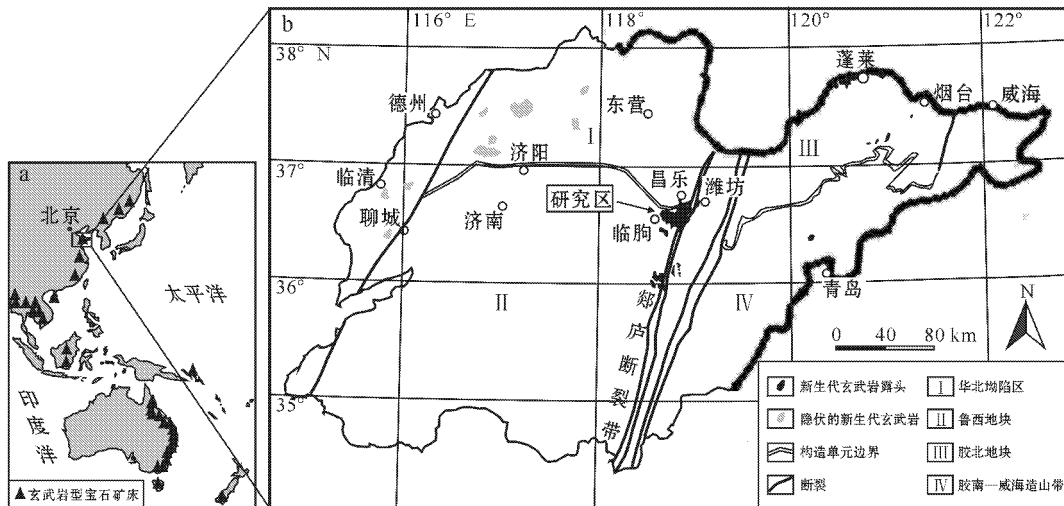 a
北京
太平洋
印度洋
▲玄武岩型宝石矿床
b
116° E
118°
120°
122°
38° N
37°
36°
35°
蓬莱
烟台
威海
德州
东营
I
III
济阳
临清
昌乐
潍坊
研究区
聊城
济南
临朐
II
IV
青岛
郯庐断裂带
N
0 40 80 km
新生代玄武岩露头
I 华北坳陷区
隐伏的新生代玄武岩
II 鲁西地块
构造单元边界
III 胶北地块
断裂
IV 胶南—威海造山带